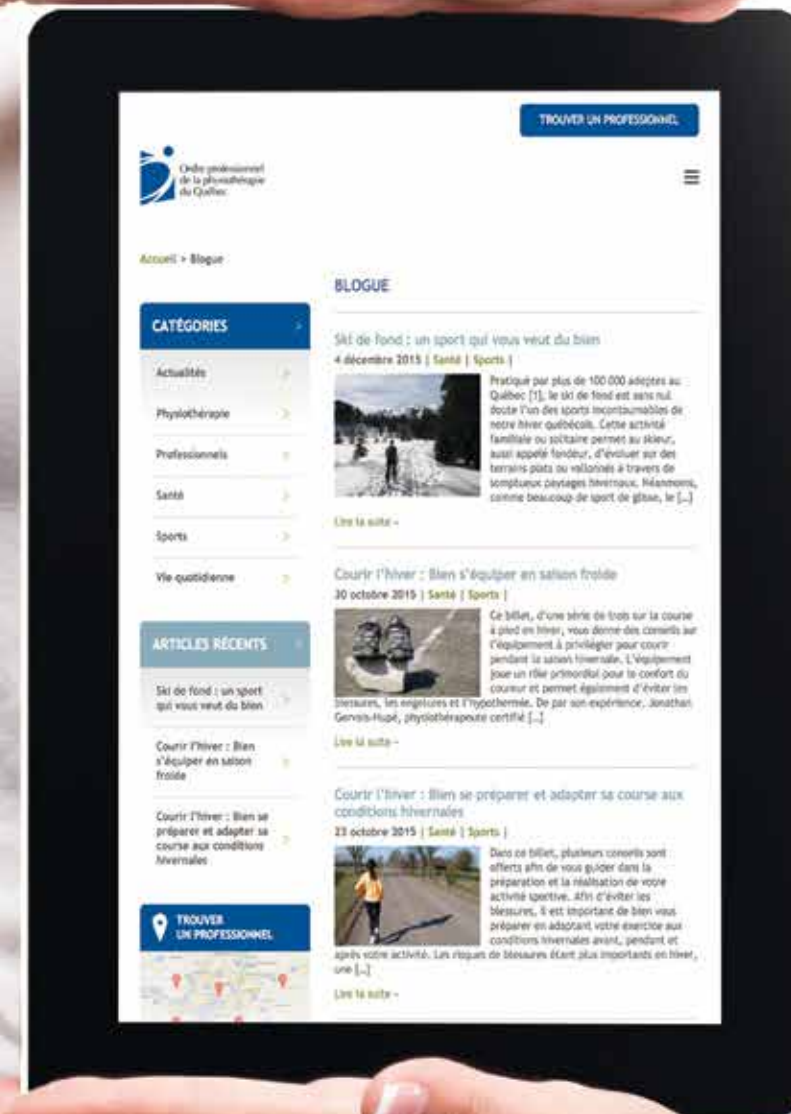 TROUVER UN PROFESSIONNEL
Ordre professionnel
de la physiothérapie
du Québec
Accueil > Blogue
CATÉGORIES
Actualités
Physiothérapie
Professionnels
Santé
Sports
Vie quotidienne
ARTICLES RÉCENTS
Ski de fond : un sport
qui vous veut du bien
Courir l'hiver : Bien
s'équiper en saison
froide
Courir l'hiver : Bien se
préparer et adapter sa
course aux conditions
hivernales
TROUVER
UN PROFESSIONNEL
BLOGUE
Ski de fond : un sport qui vous veut du bien
4 décembre 2015 | Santé | Sports |
Pratiqué par plus de 100 000 adeptes au
Québec [1], le ski de fond est sans nul
doute l'un des sports incontournables de
notre hiver québécois. Cette activité
familiale ou solitaire permet au skieur,
aussi appelé fondeur, d'évoluer sur des
terrains plats ou vallonnés à travers de
somptueux paysages hivernaux. Néanmoins,
comme beaucoup de sport de glisse, le […]
Lire la suite -
Courir l'hiver : Bien s'équiper en saison froide
30 octobre 2015 | Santé | Sports |
Ce billet, d'une série de trois sur la course
à pied en hiver, vous donne des conseils sur
l'équipement à privilégier pour courir
pendant la saison hivernale. L'équipement
joue un rôle primordial pour le confort du
coureur et permet également d'éviter les
blessures, les engelures et l'hypothermie. De par son expérience, Jonathan
Gervais-Hupé, physiothérapeute certifié […]
Lire la suite -
Courir l'hiver : Bien se préparer et adapter sa course aux
conditions hivernales
23 octobre 2015 | Santé | Sports |
Dans ce billet, plusieurs conseils sont
offerts afin de vous guider dans la
préparation et la réalisation de votre
activité sportive. Afin d'éviter les
blessures, il est important de bien vous
préparer en adaptant votre exercice aux
conditions hivernales avant, pendant et
après votre activité. Les risques de blessures étant plus importants en hiver,
une […]
Lire la suite -